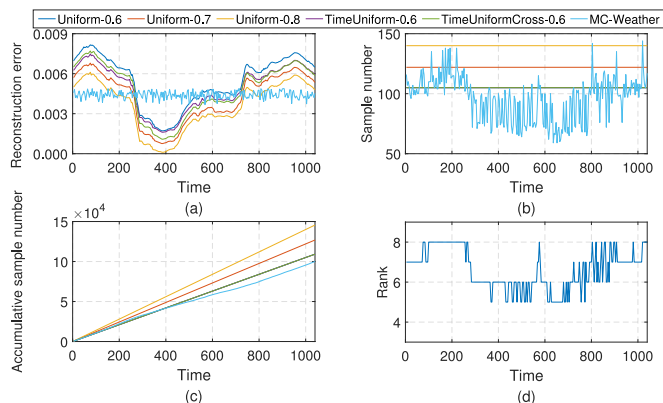 Uniform-0.6 Uniform-0.7 Uniform-0.8 TimeUniform-0.6 TimeUniformCross-0.6 MC-Weather
Reconstruction error
0.009
0.006
0.003
0.000
0 200 400 600 800 1000
Time
(a)
Sample number
150
100
50
0 200 400 600 800 1000
Time
(b)
Accumulative sample number
×10⁴
15
10
5
0
0 200 400 600 800 1000
Time
(c)
Rank
8
6
4
0 200 400 600 800 1000
Time
(d)